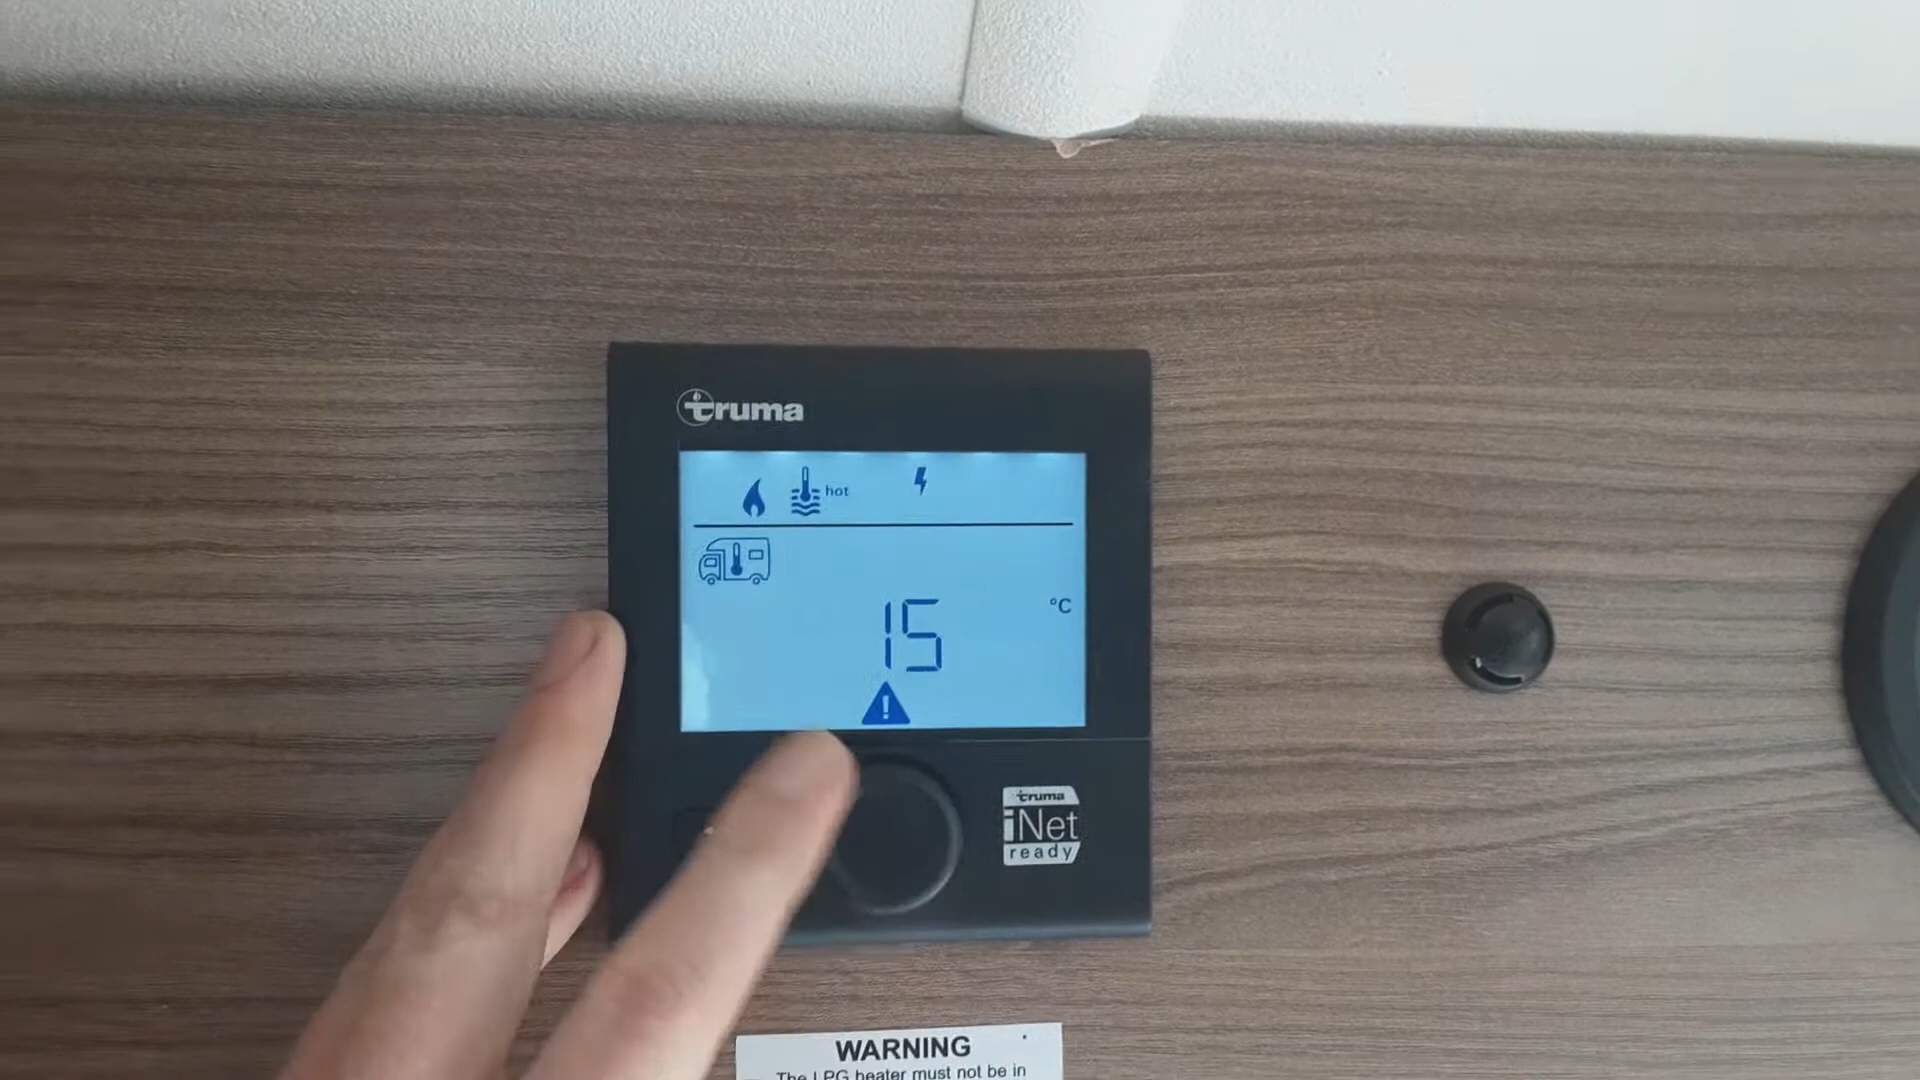 truma
hot
15
°C
truma
iNet
ready
WARNING
The LPG heater must not be in